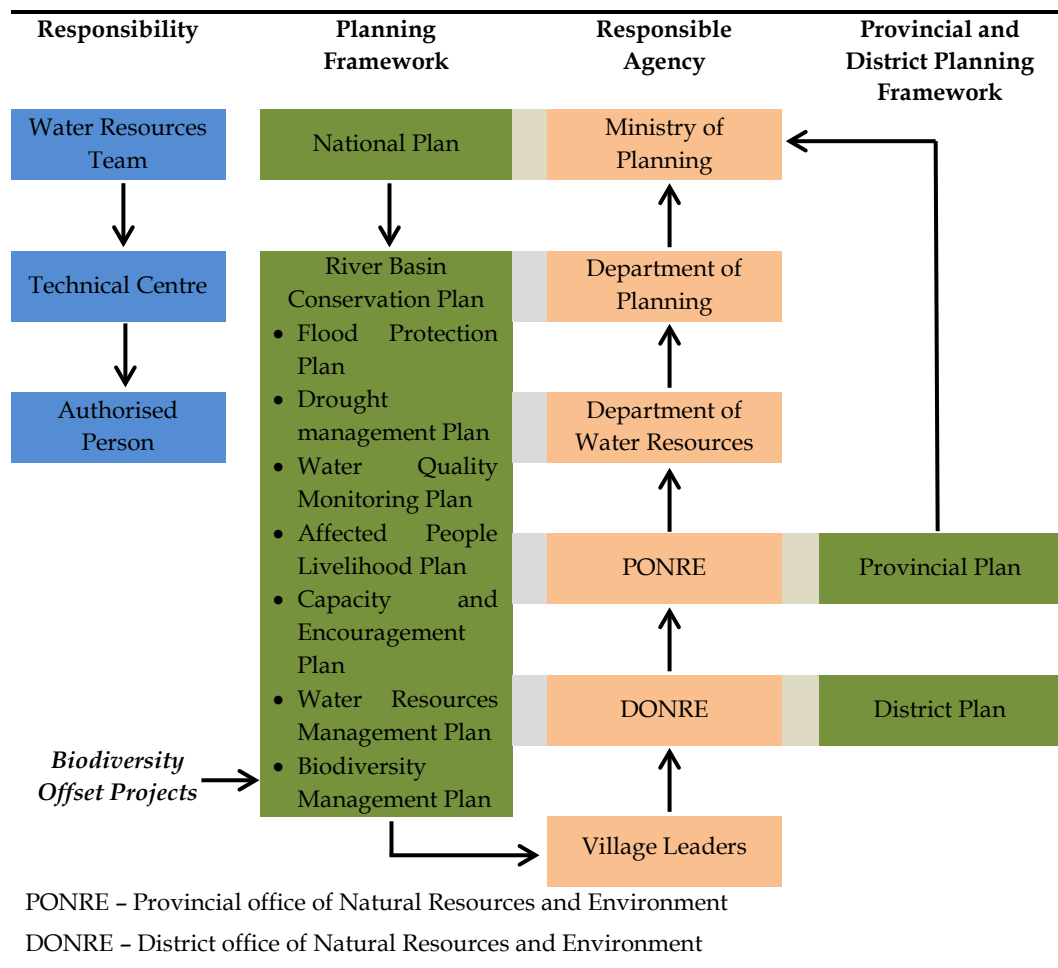 Responsibility
Planning
Framework
Responsible
Agency
Provincial and
District Planning
Framework
Water Resources
Team
National Plan
Ministry of
Planning
Technical Centre
River Basin
Conservation Plan
Department of
Planning
• Flood Protection
Plan
• Drought
management Plan
Authorised
Person
Department of
Water Resources
• Water Quality
Monitoring Plan
• Affected People
Livelihood Plan
PONRE
Provincial Plan
• Capacity and
Encouragement
Plan
• Water Resources
Management Plan
DONRE
District Plan
Biodiversity
Offset Projects
• Biodiversity
Management Plan
Village Leaders
PONRE – Provincial office of Natural Resources and Environment
DONRE – District office of Natural Resources and Environment